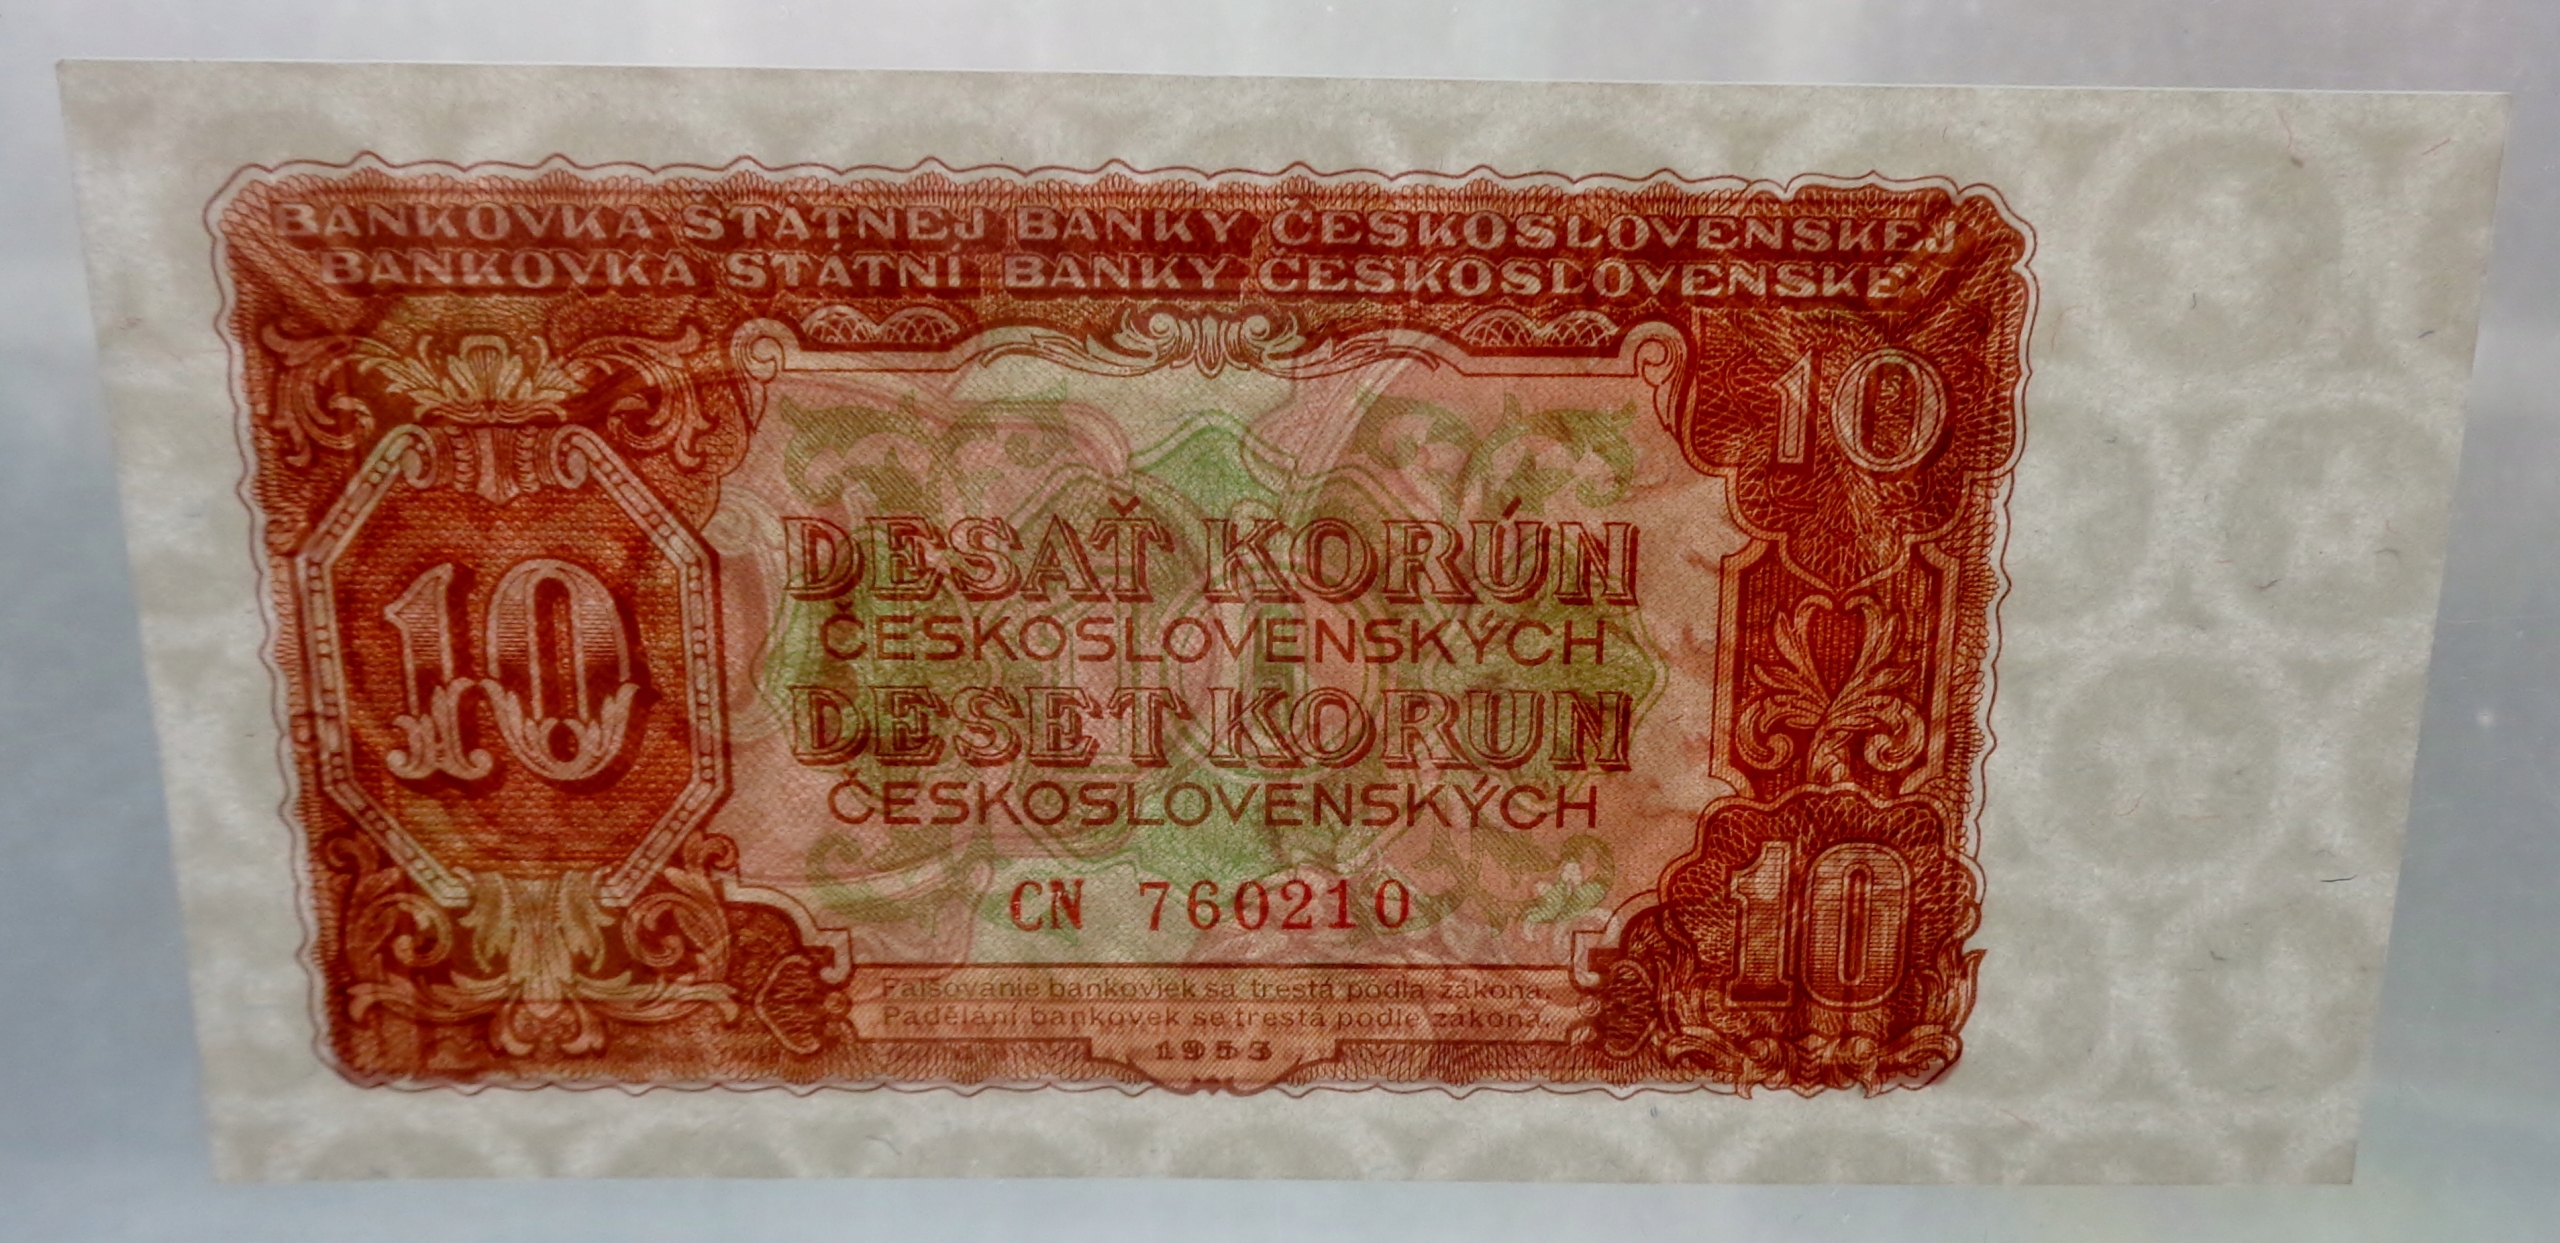 BANKOVKA ŠTÁTNEJ BANKY ČESKOSLOVENSKEJ
BANKOVKA STÁTNÍ BANKY ČESKOSLOVENSKÉ
10
10
DESAŤ KORÚN
ČESKOSLOVENSKÝCH
DESET KORUN
ČESKOSLOVENSKÝCH
10
CN 760210
Falšovanie bankoviek sa trestá podľa zákona.
Padělání bankovek se trestá podle zákona.
1953